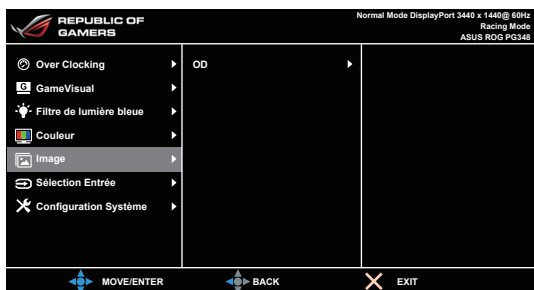 REPUBLIC OF
GAMERS
Normal Mode DisplayPort 3440 x 1440@ 60Hz
Racing Mode
ASUS ROG PG348
Over Clocking
OD
G GameVisual
Filtre de lumière bleue
Couleur
Image
Sélection Entrée
Configuration Système
MOVE/ENTER
BACK
EXIT